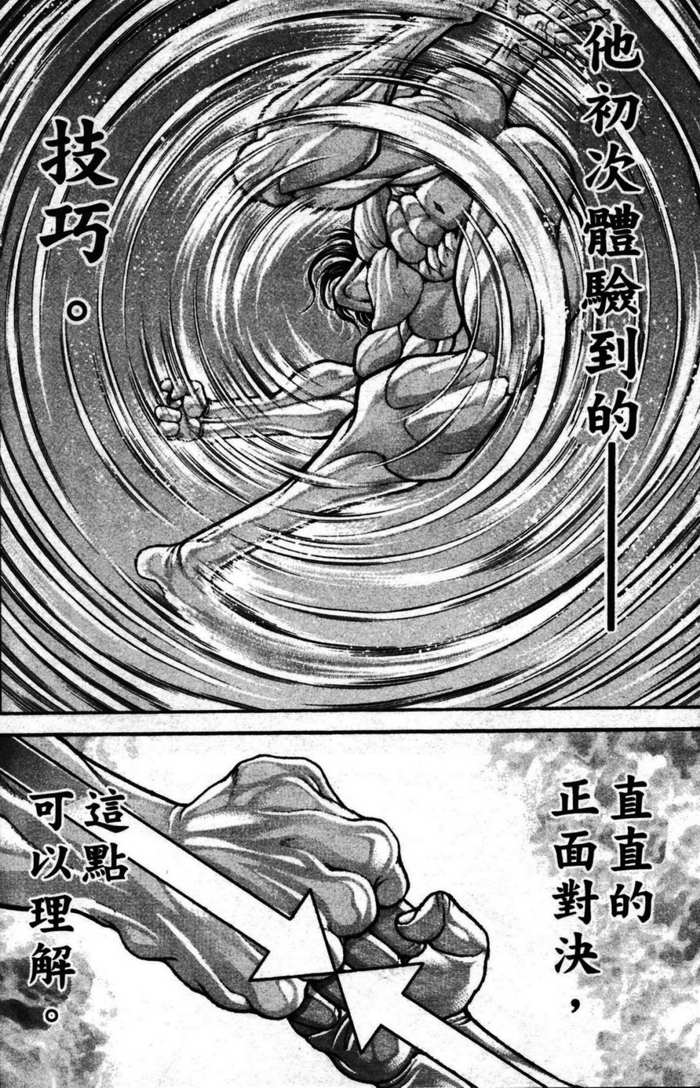 他初次體驗到的——
技巧。
直直的
正面對決，
這點
可以理解。